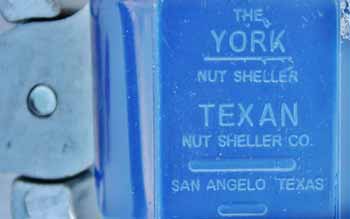 THE
YORK
NUT SHELLER
TEXAN
NUT SHELLER CO.
SAN ANGELO, TEXAS